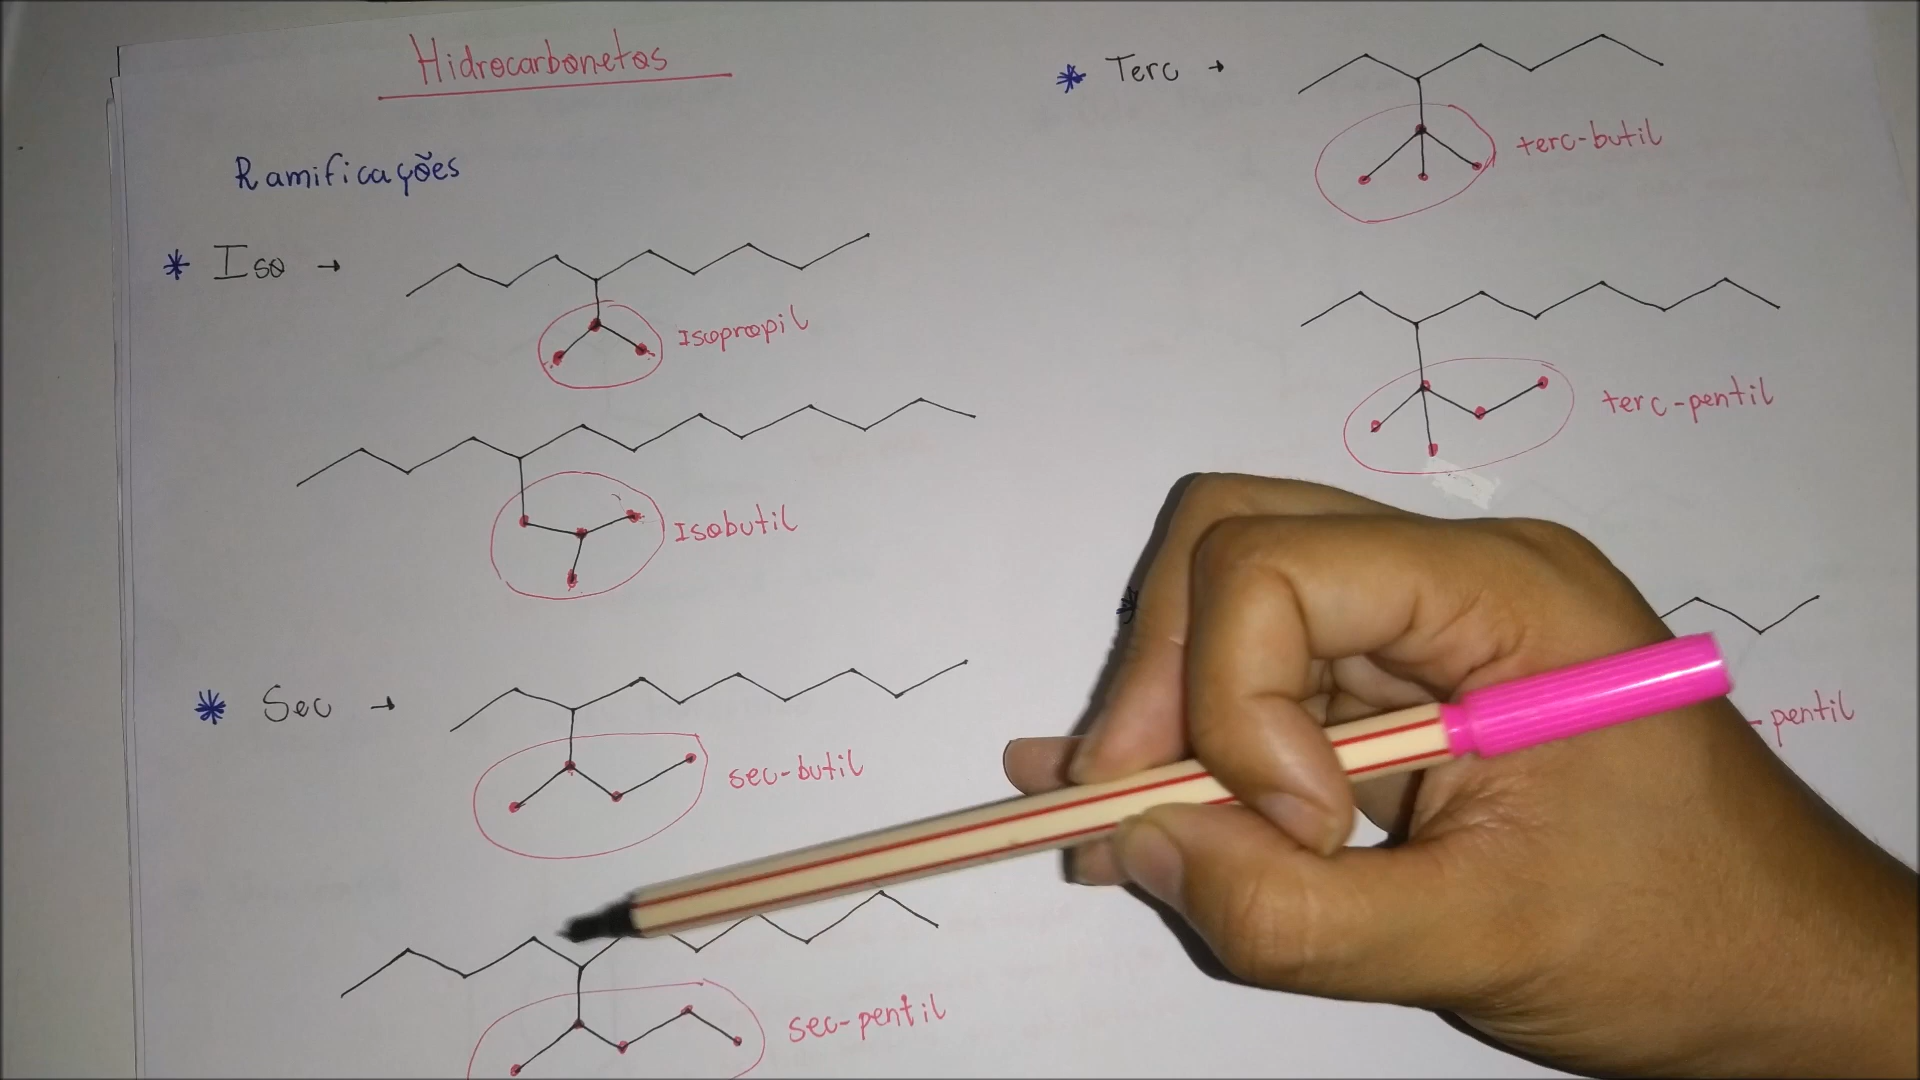 Hidrocarbonetos
Ramificações
* Iso →
Isopropil
Isobutil
* Sec →
sec-butil
sec-pentil
* Terc →
terc-butil
terc-pentil
*
- pentil